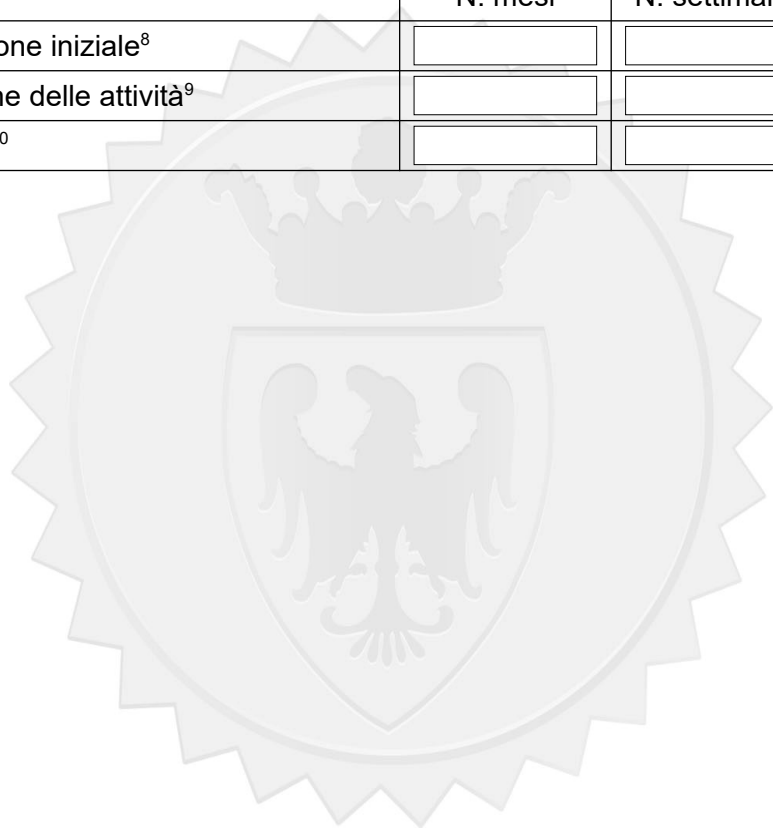 N. mesi N. settiman
one iniziale⁸
ne delle attività⁹
0